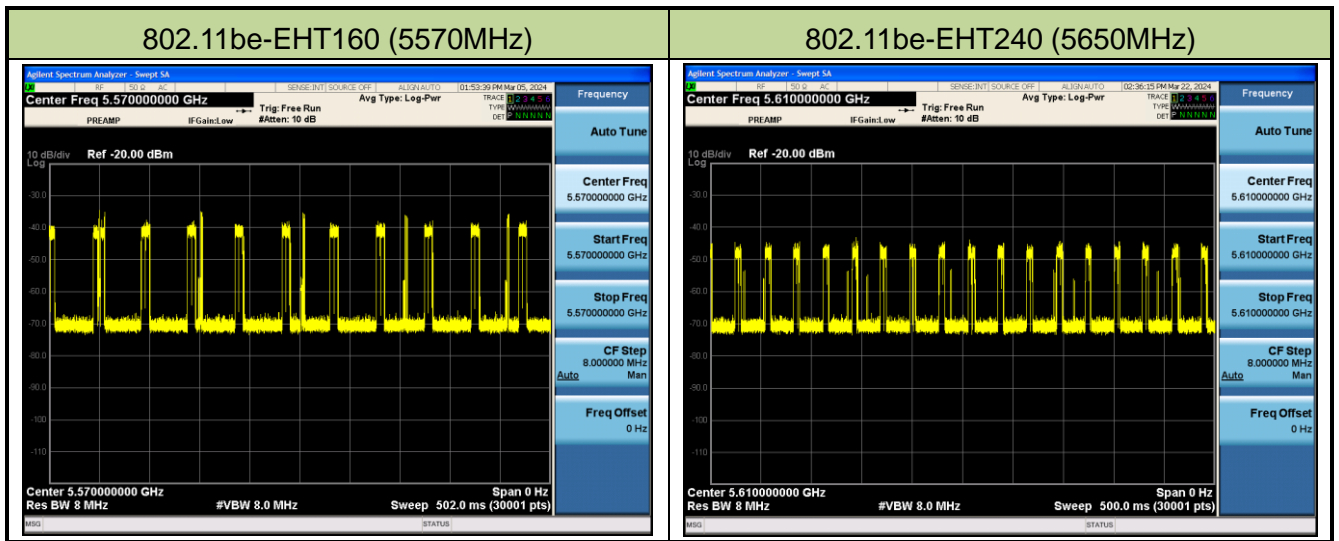 802.11be-EHT160 (5570MHz)
Agilent Spectrum Analyzer - Swept SA
RF 50 Ω AC SENSE:INT SOURCE OFF ALIGN AUTO 01:53:39 PM Mar 05, 2024
Center Freq 5.570000000 GHz
Avg Type: Log-Pwr
TRACE 1 2 3 4 5 6
TYPE
DET P N N N N N
PREAMP
IFGain:Low
Trig: Free Run
#Atten: 10 dB
10 dB/div
Log
Ref -20.00 dBm
-30.0
-40.0
-50.0
-60.0
-70.0
-80.0
-90.0
-100
-110
Center 5.570000000 GHz
Span 0 Hz
Res BW 8 MHz
#VBW 8.0 MHz
Sweep 502.0 ms (30001 pts)
MSG
STATUS
Frequency
Auto Tune
Center Freq
5.570000000 GHz
Start Freq
5.570000000 GHz
Stop Freq
5.570000000 GHz
CF Step
8.000000 MHz
Auto Man
Freq Offset
0 Hz
802.11be-EHT240 (5650MHz)
Agilent Spectrum Analyzer - Swept SA
RF 50 Ω AC SENSE:INT SOURCE OFF ALIGN AUTO 02:36:15 PM Mar 22, 2024
Center Freq 5.610000000 GHz
Avg Type: Log-Pwr
TRACE 1 2 3 4 5 6
TYPE
DET P N N N N N
PREAMP
IFGain:Low
Trig: Free Run
#Atten: 10 dB
10 dB/div
Log
Ref -20.00 dBm
-30.0
-40.0
-50.0
-60.0
-70.0
-80.0
-90.0
-100
-110
Center 5.610000000 GHz
Span 0 Hz
Res BW 8 MHz
#VBW 8.0 MHz
Sweep 500.0 ms (30001 pts)
MSG
STATUS
Frequency
Auto Tune
Center Freq
5.610000000 GHz
Start Freq
5.610000000 GHz
Stop Freq
5.610000000 GHz
CF Step
8.000000 MHz
Auto Man
Freq Offset
0 Hz